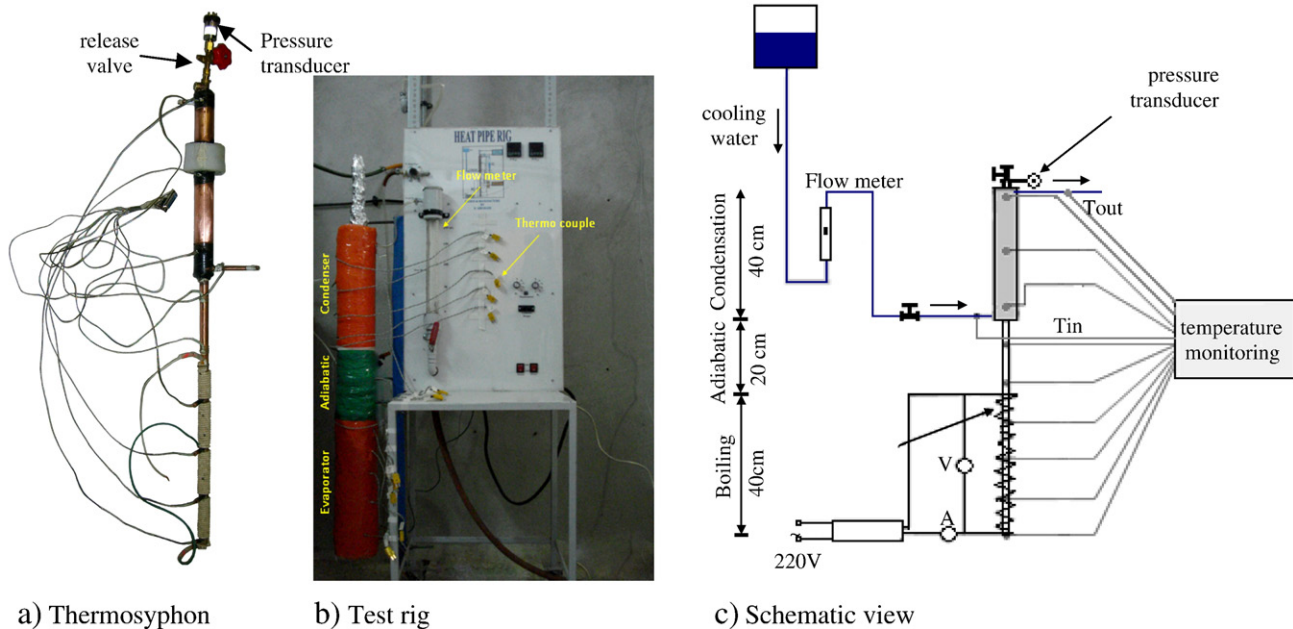 release
valve
Pressure
transducer
HEAT PIPE RIG
Flow meter
Thermo couple
Condenser
Adiabatic
Evaporator
cooling
water
Flow meter
pressure
transducer
Tout
Condensation
40 cm
Adiabatic
20 cm
Boiling
40cm
Tin
temperature
monitoring
V
A
~
220V
a) Thermosyphon
b) Test rig
c) Schematic view